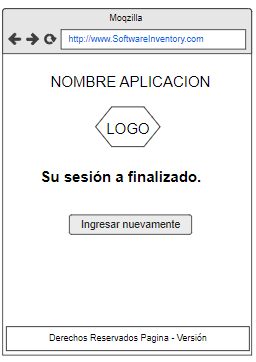 Moqzilla
http://www.SoftwareInventory.com
NOMBRE APLICACION
LOGO
Su sesión a finalizado.
Ingresar nuevamente
Derechos Reservados Pagina - Versión